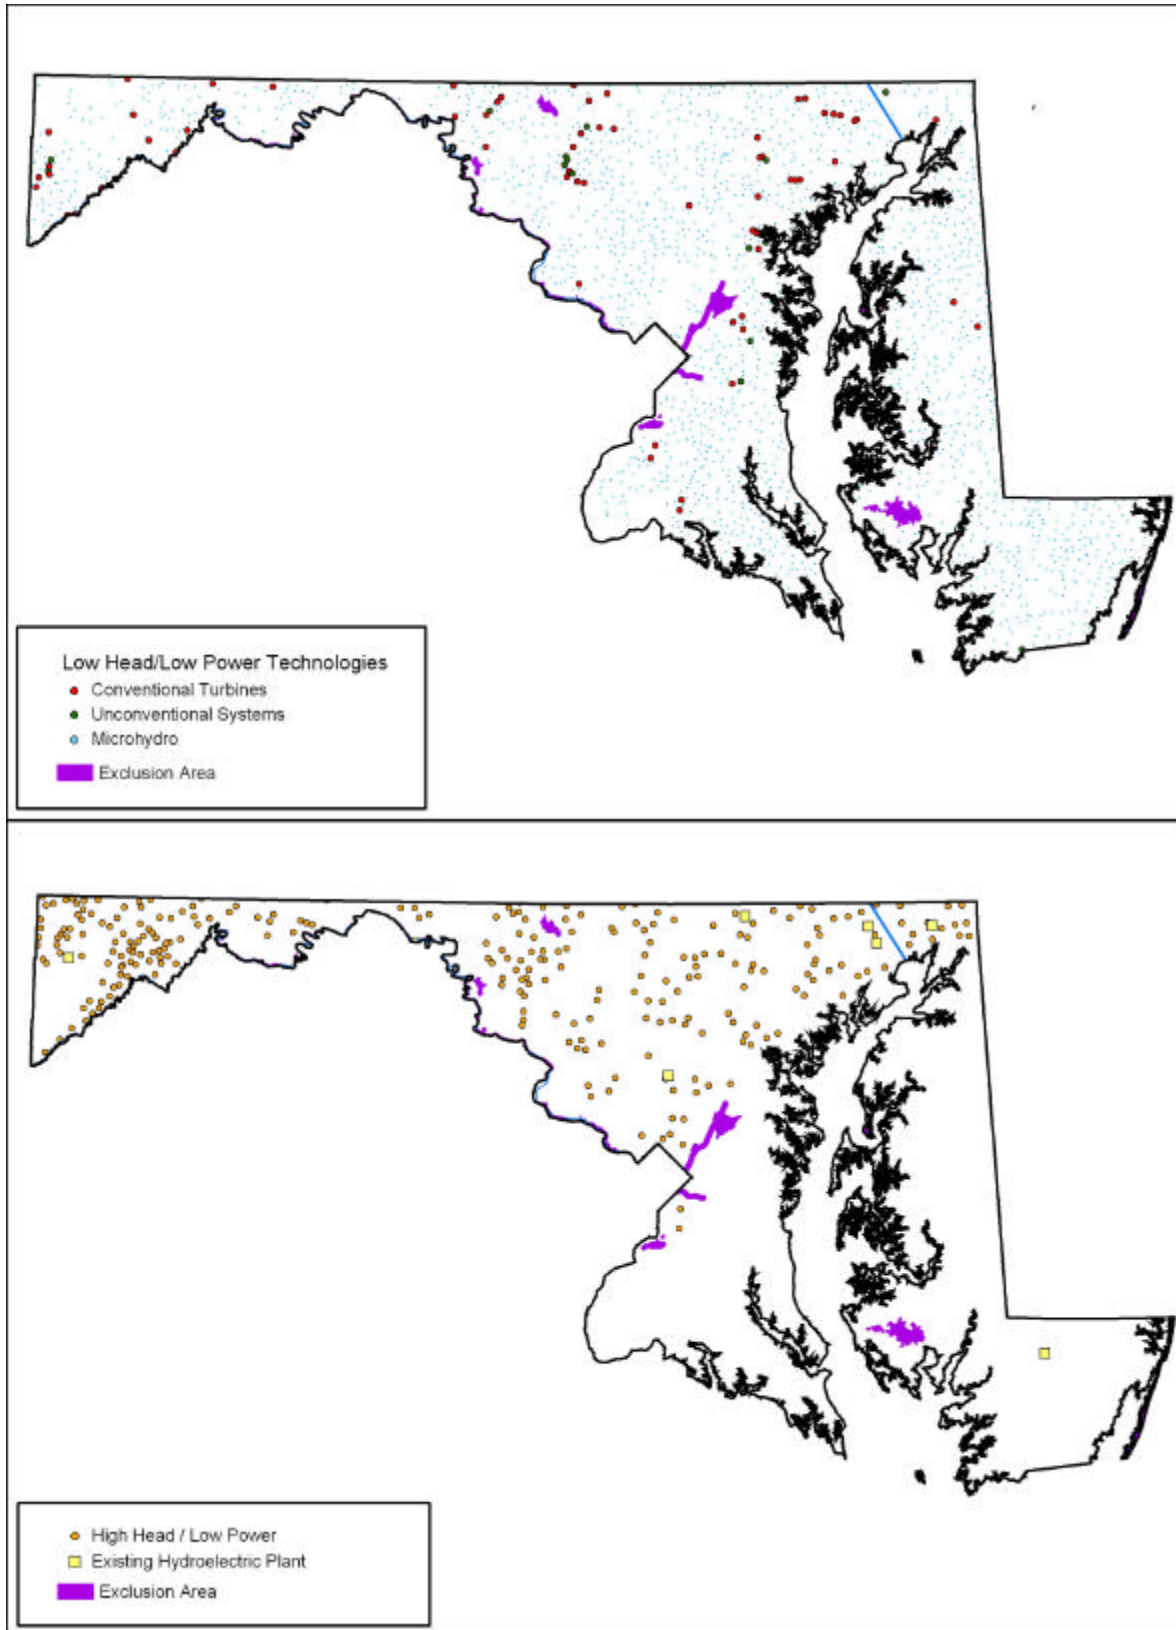 Low Head/Low Power Technologies
Conventional Turbines
Unconventional Systems
Microhydro
Exclusion Area
High Head / Low Power
Existing Hydroelectric Plant
Exclusion Area